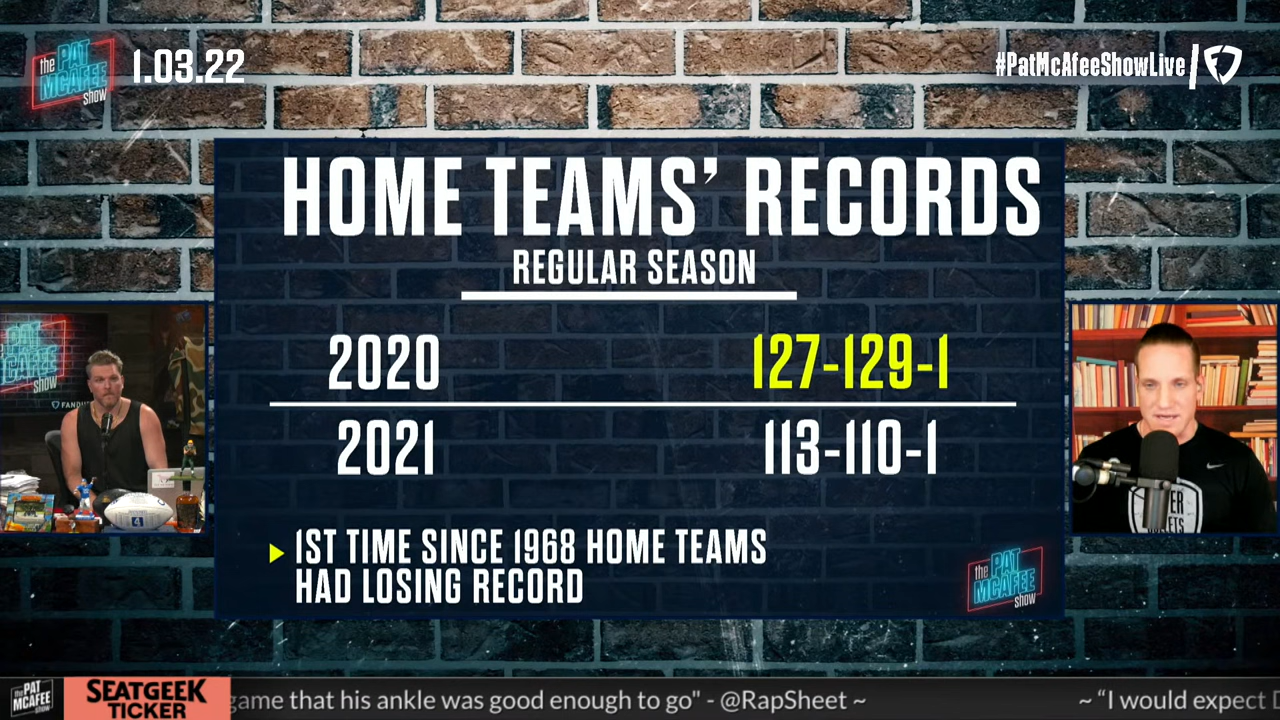 the PAT MCAFEE show
1.03.22
#PatMcAfeeShowLive
HOME TEAMS' RECORDS
REGULAR SEASON
2020 127-129-1
2021 113-110-1
1ST TIME SINCE 1968 HOME TEAMS
HAD LOSING RECORD
the PAT MCAFEE show
show
the PAT MCAFEE show
SEATGEEK
TICKER
game that his ankle was good enough to go" - @RapSheet ~
~ "I would expect